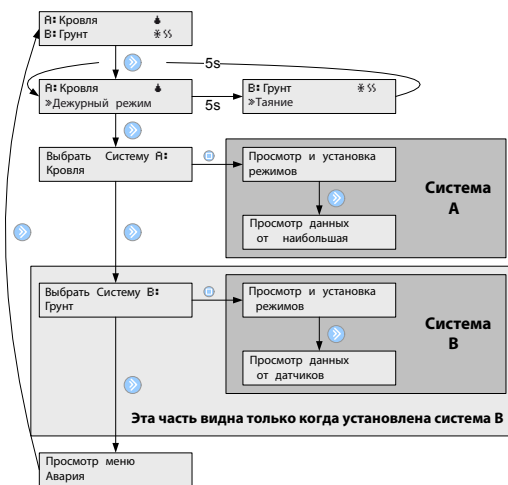 A: Кровля
B: Грунт
5s
A: Кровля
»Дежурный режим
5s
B: Грунт
»Таяние
Выбрать Систему A:
Кровля
Просмотр и установка
режимов
Просмотр данных
от наибольшая
Система
A
Выбрать Систему B:
Грунт
Просмотр и установка
режимов
Просмотр данных
от датчиков
Система
B
Эта часть видна только когда установлена система В
Просмотр меню
Авария